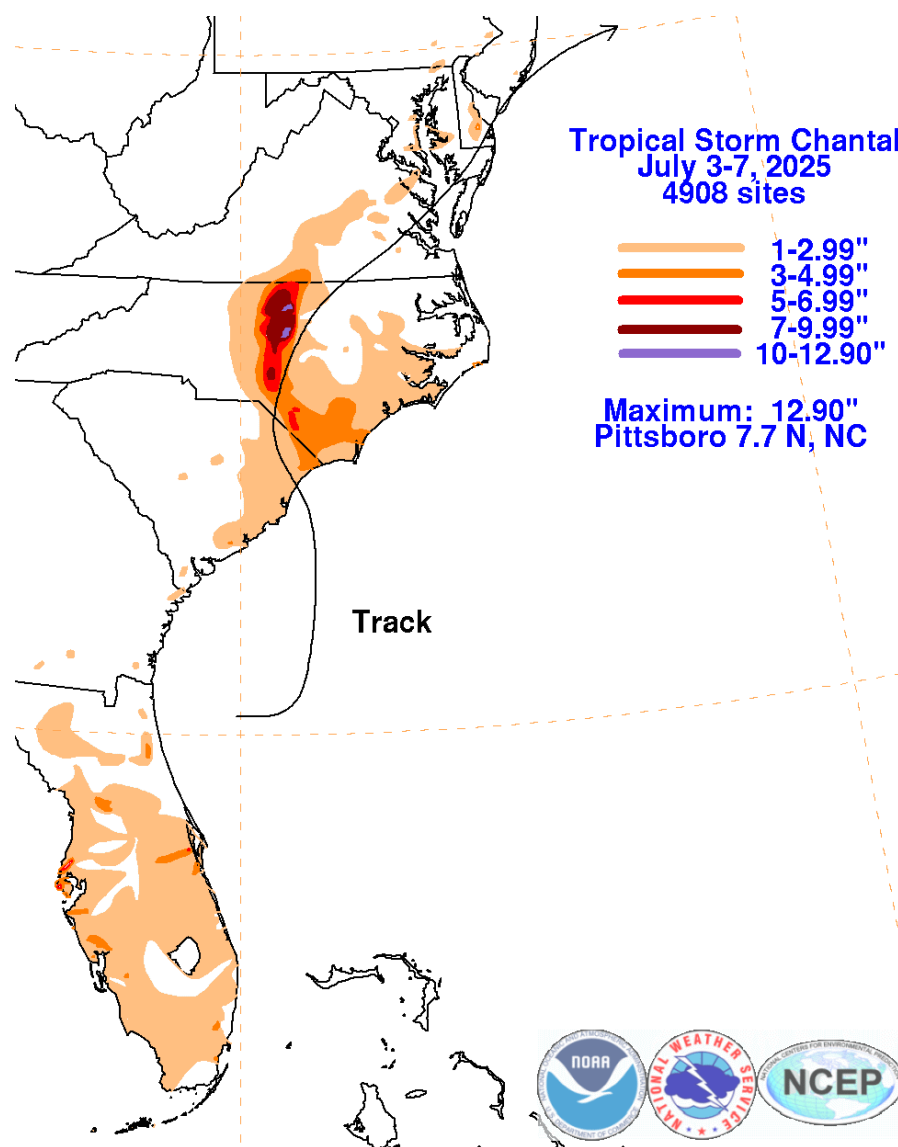 Tropical Storm Chantal
July 3-7, 2025
4908 sites
1-2.99"
3-4.99"
5-6.99"
7-9.99"
10-12.90"
Maximum: 12.90"
Pittsboro 7.7 N, NC
Track
NOAA
NATIONAL WEATHER SERVICE
NCEP